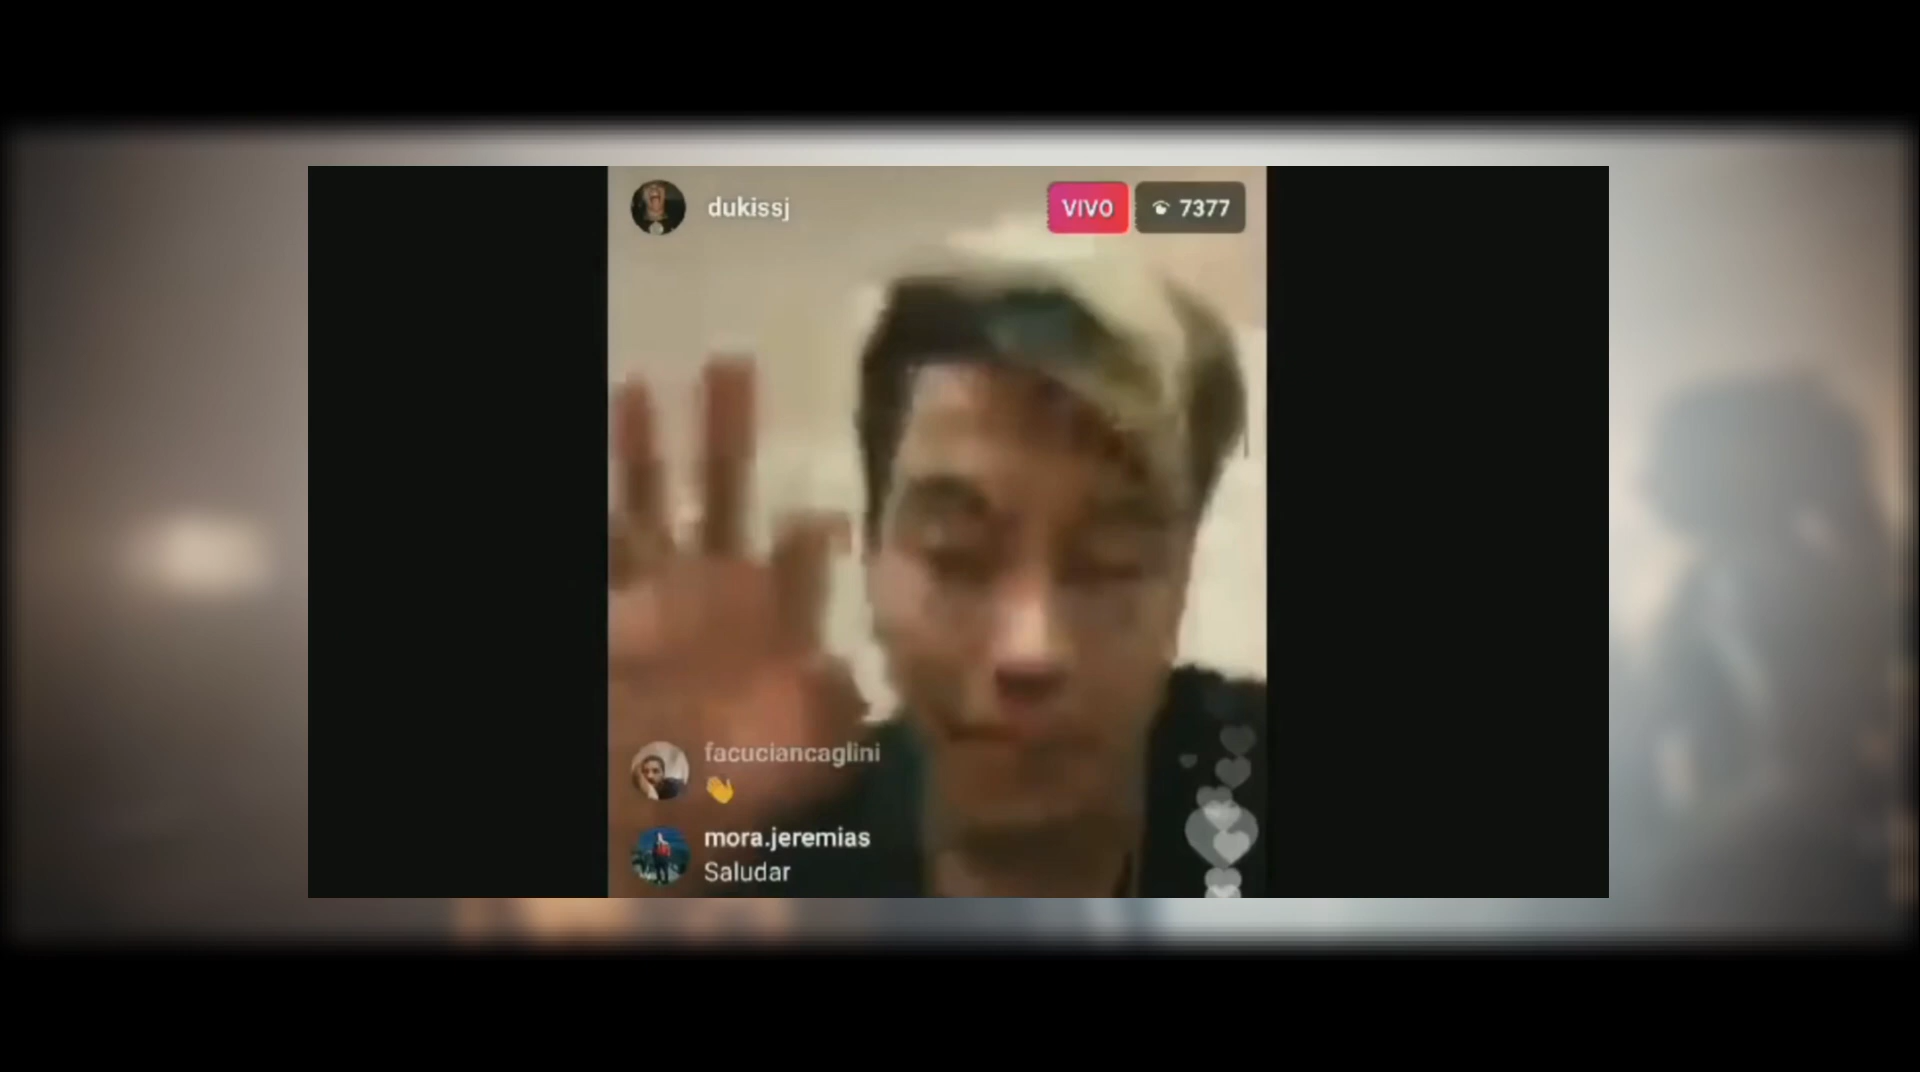 dukissj
VIVO
7377
facuciancaglini
👋
mora.jeremias
Saludar